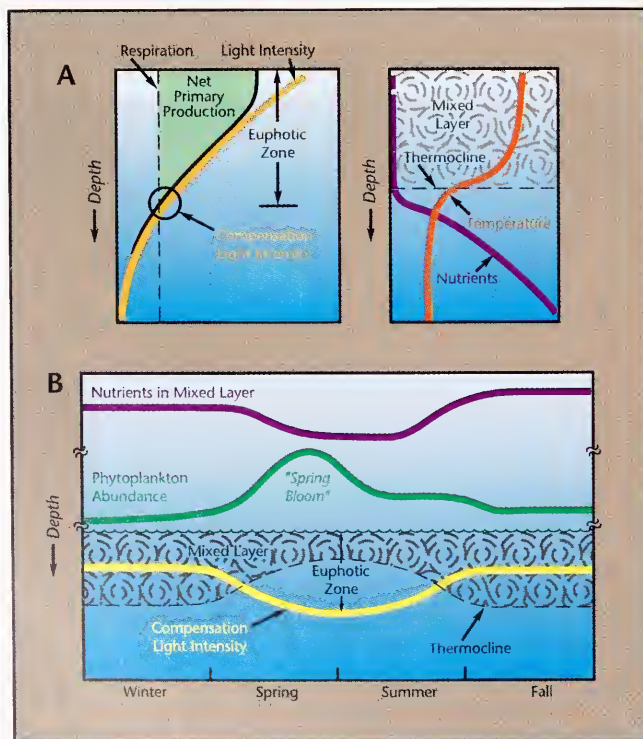 A
Respiration
Light Intensity
Net
Primary
Production
Euphotic
Zone
Compensation
Light Intensity
Depth
Mixed
Layer
Thermocline
Temperature
Nutrients
Depth
B
Nutrients in Mixed Layer
Phytoplankton
Abundance
"Spring
Bloom"
Mixed Layer
Euphotic
Zone
Compensation
Light Intensity
Thermocline
Depth
Winter
Spring
Summer
Fall